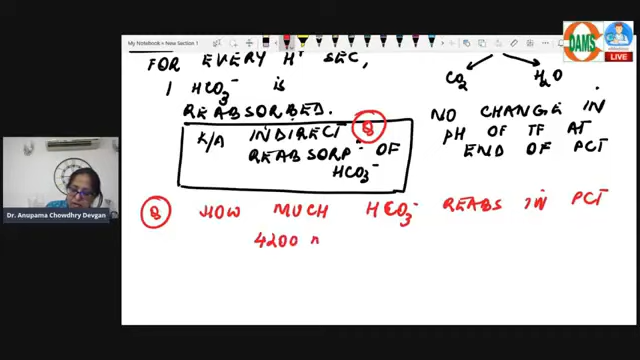 My Notebook > New Section 1
DAMS
LIVE
FOR EVERY H+ SEC,
1 HCO3- is
REABSORBED.
CO2
H2O
K/A INDIRECT
REABSORPn OF
HCO3-
Q
NO CHANGE IN
PH OF TF AT
END OF PCT
Dr. Anupama Chowdhry Devgan
Q HOW MUCH HCO3- REABS IN PCT
4200